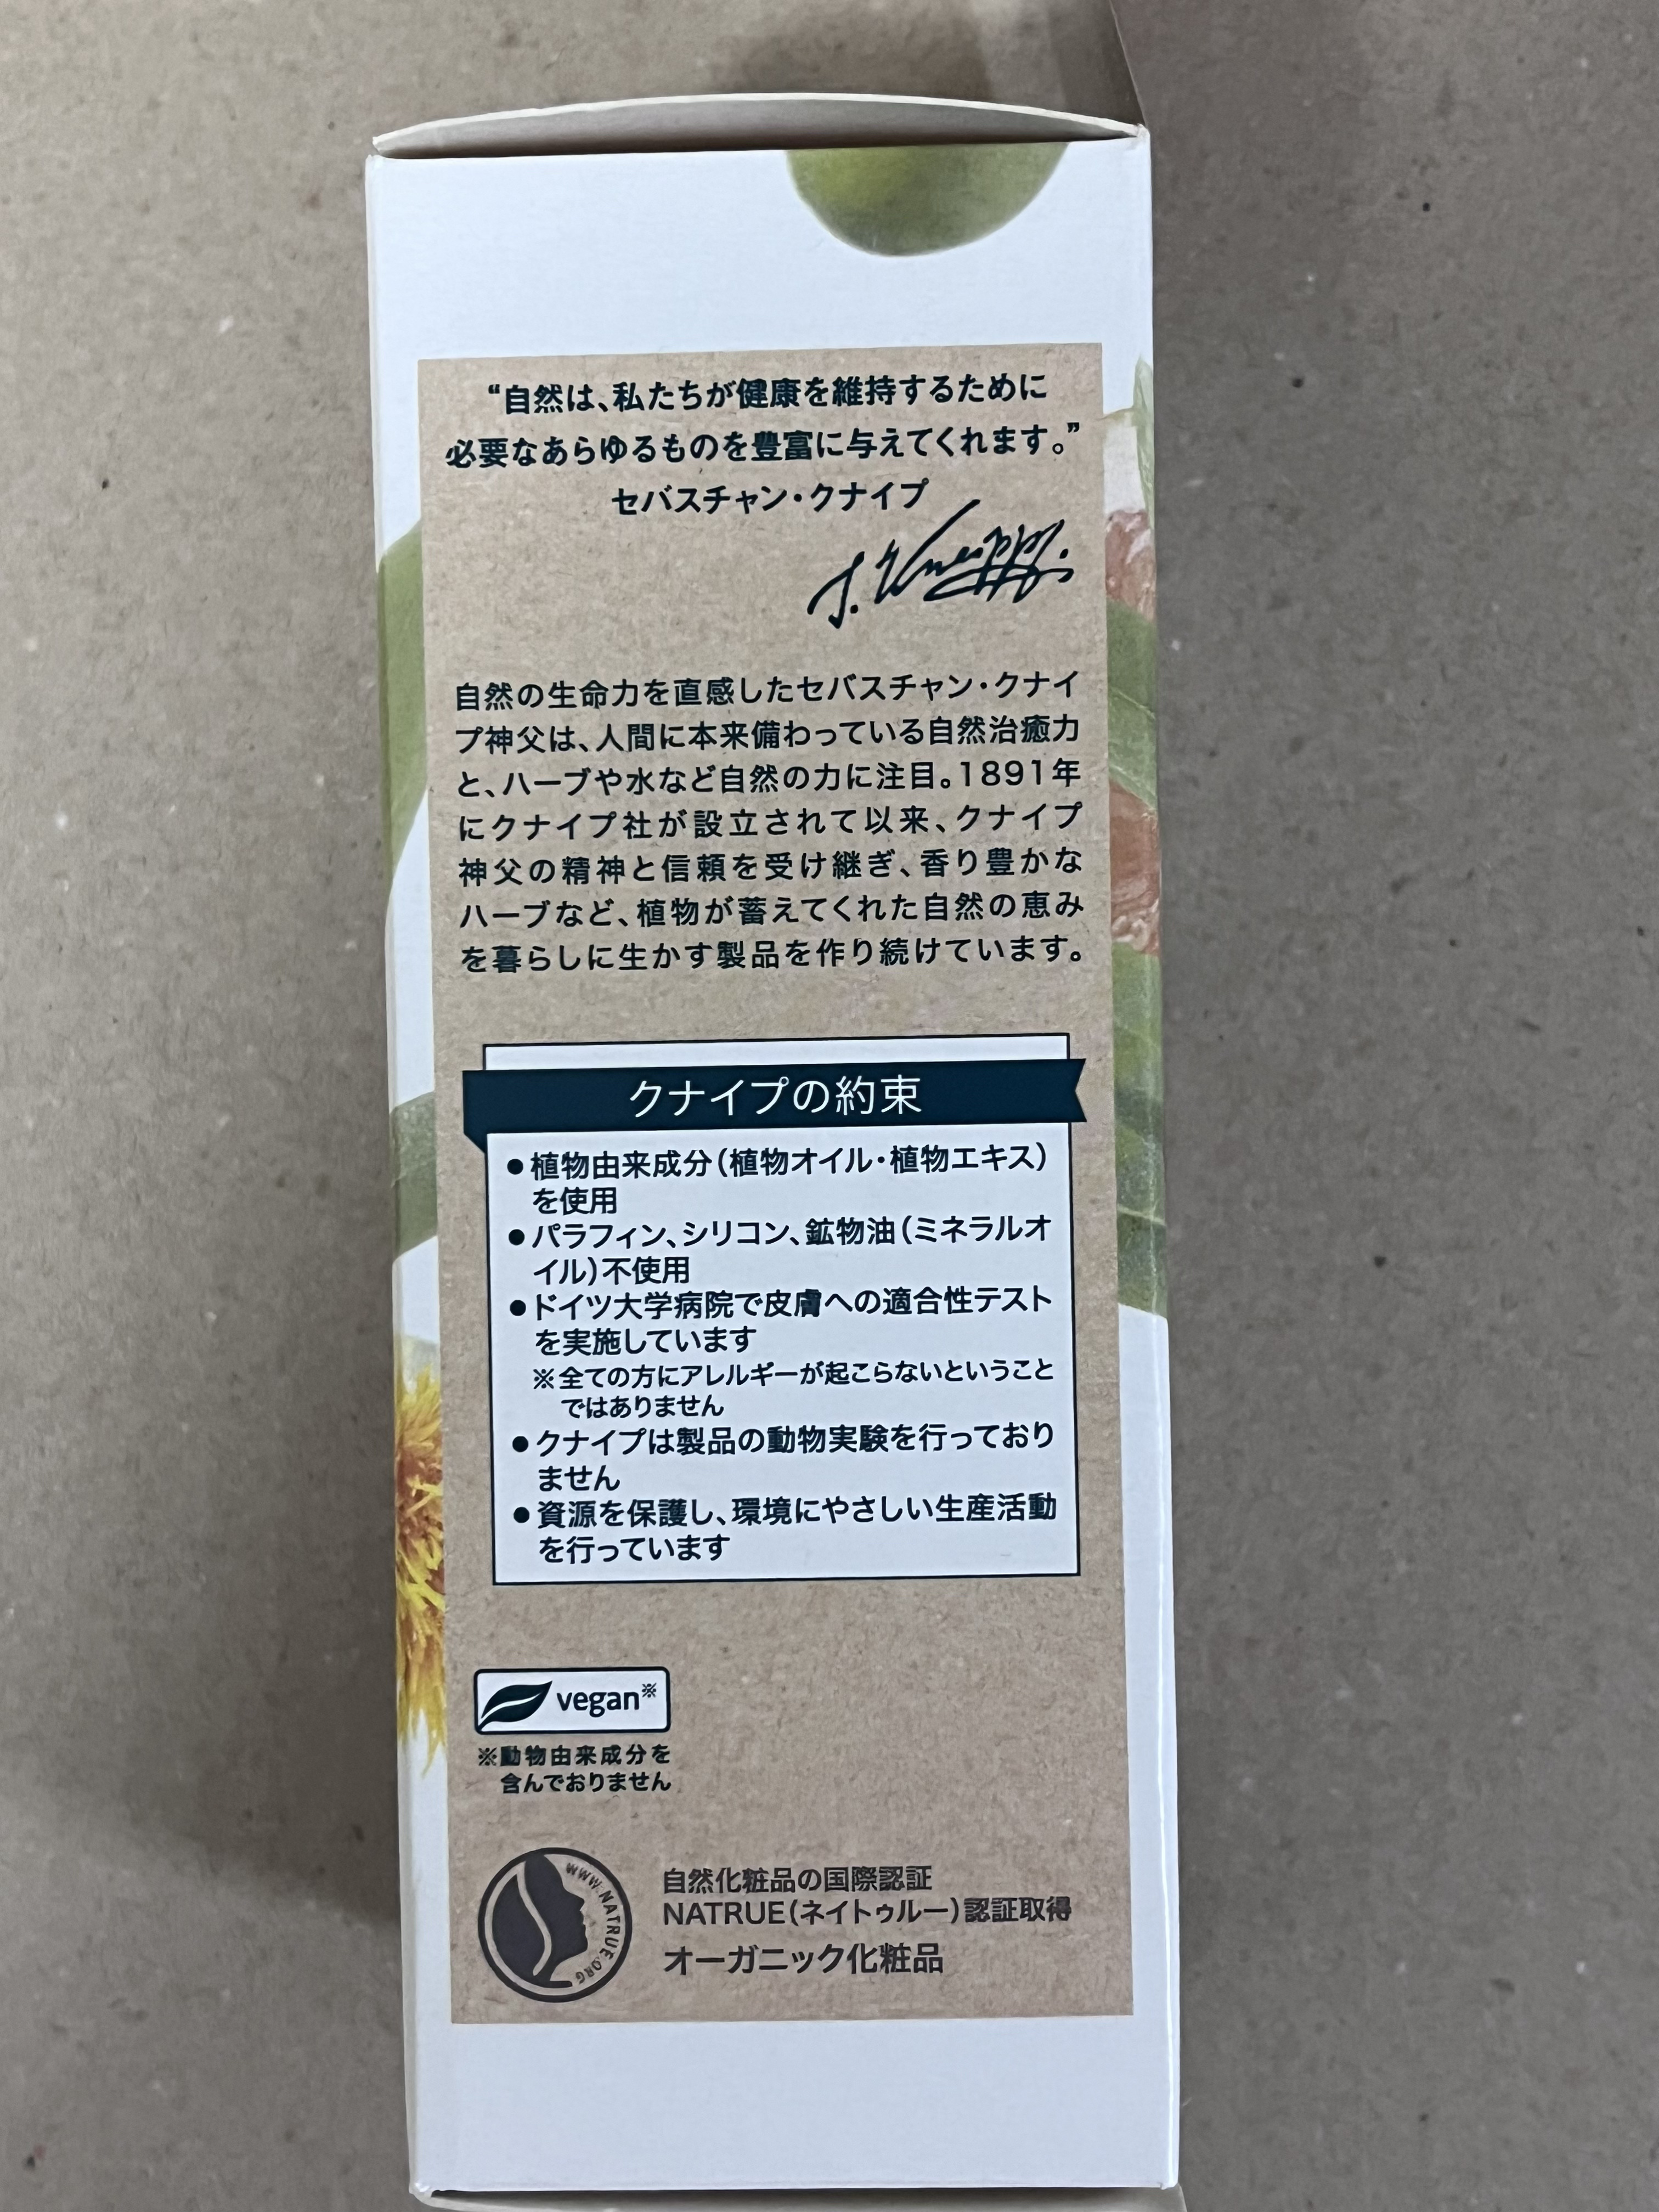 “自然は、私たちが健康を維持するために
必要なあらゆるものを豊富に与えてくれます。”
セバスチャン・クナイプ
S. Kneipp.
自然の生命力を直感したセバスチャン・クナイ
プ神父は、人間に本来備わっている自然治癒力
と、ハーブや水など自然の力に注目。1891年
にクナイプ社が設立されて以来、クナイプ
神父の精神と信頼を受け継ぎ、香り豊かな
ハーブなど、植物が蓄えてくれた自然の恵み
を暮らしに生かす製品を作り続けています。
クナイプの約束
●植物由来成分(植物オイル・植物エキス)
を使用
●パラフィン、シリコン、鉱物油(ミネラルオ
イル)不使用
●ドイツ大学病院で皮膚への適合性テスト
を実施しています
※全ての方にアレルギーが起こらないということ
ではありません
●クナイプは製品の動物実験を行っており
ません
●資源を保護し、環境にやさしい生産活動
を行っています
vegan※
※動物由来成分を
含んでおりません
WWW.NATRUE.ORG
自然化粧品の国際認証
NATRUE(ネイトゥルー)認証取得
オーガニック化粧品